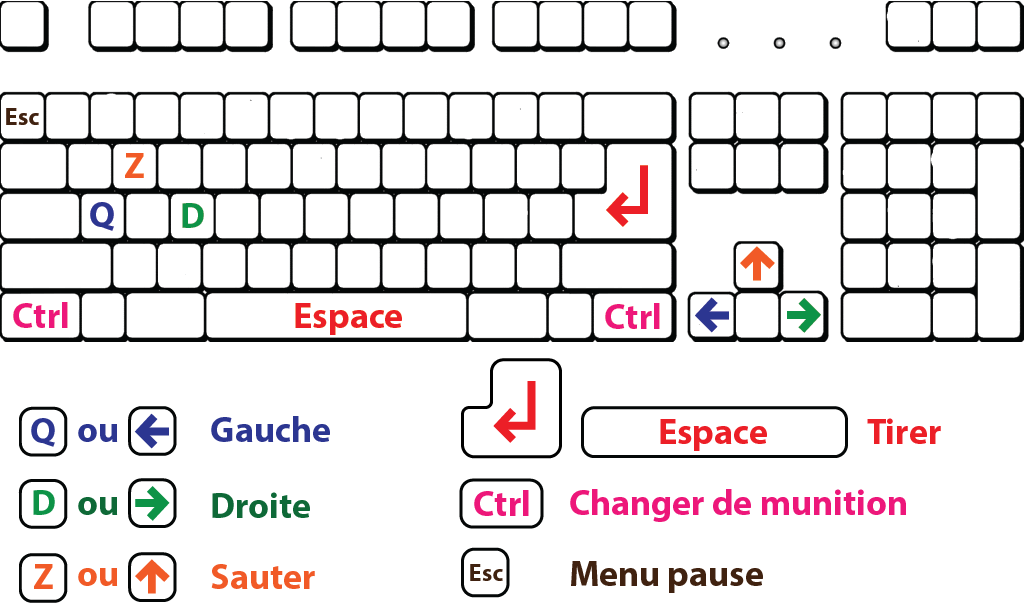 Esc
Z
Q D
Ctrl Espace Ctrl
Q ou Gauche
Espace Tirer
D ou Droite
Ctrl Changer de munition
Z ou Sauter
Esc Menu pause